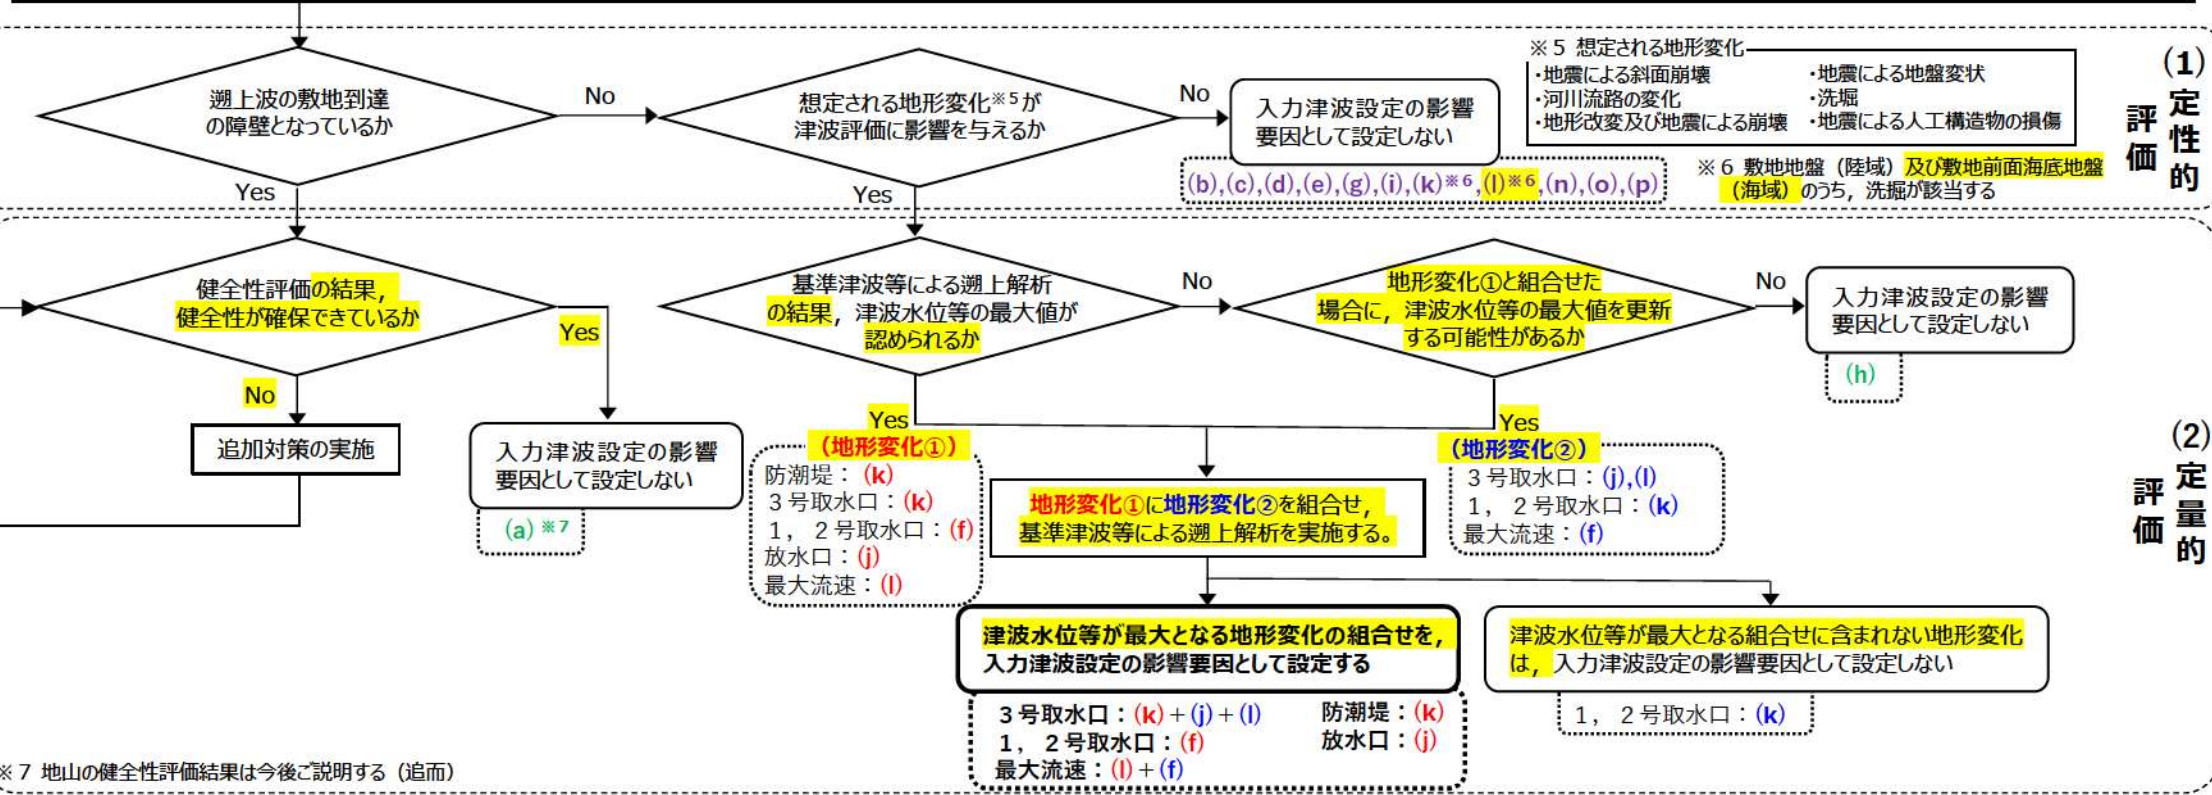 遡上波の敷地到達
の障壁となっているか
No
Yes
想定される地形変化※5が
津波評価に影響を与えるか
No
Yes
入力津波設定の影響
要因として設定しない
(b),(c),(d),(e),(g),(i),(k)※6,(l)※6,(n),(o),(p)
※5 想定される地形変化
・地震による斜面崩壊
・地震による地盤変状
・河川流路の変化
・洗堀
・地形改変及び地震による崩壊
・地震による人工構造物の損傷
※6 敷地地盤（陸域）及び敷地前面海底地盤
（海域）のうち，洗掘が該当する
(1)定性的
評価
健全性評価の結果，
健全性が確保できているか
Yes
No
追加対策の実施
入力津波設定の影響
要因として設定しない
(a)※7
基準津波等による遡上解析
の結果，津波水位等の最大値が
認められるか
No
Yes
（地形変化①）
防潮堤：(k)
3号取水口：(k)
1，2号取水口：(f)
放水口：(j)
最大流速：(l)
地形変化①と組合せた
場合に，津波水位等の最大値を更新
する可能性があるか
No
Yes
入力津波設定の影響
要因として設定しない
(h)
（地形変化②）
3号取水口：(j),(l)
1，2号取水口：(k)
最大流速：(f)
地形変化①に地形変化②を組合せ，
基準津波等による遡上解析を実施する。
(2)定量的
評価
津波水位等が最大となる地形変化の組合せを，
入力津波設定の影響要因として設定する
3号取水口：(k)+(j)+(l)
防潮堤：(k)
1，2号取水口：(f)
放水口：(j)
最大流速：(l)+(f)
津波水位等が最大となる組合せに含まれない地形変化
は，入力津波設定の影響要因として設定しない
1，2号取水口：(k)
※7 地山の健全性評価結果は今後ご説明する（追而）